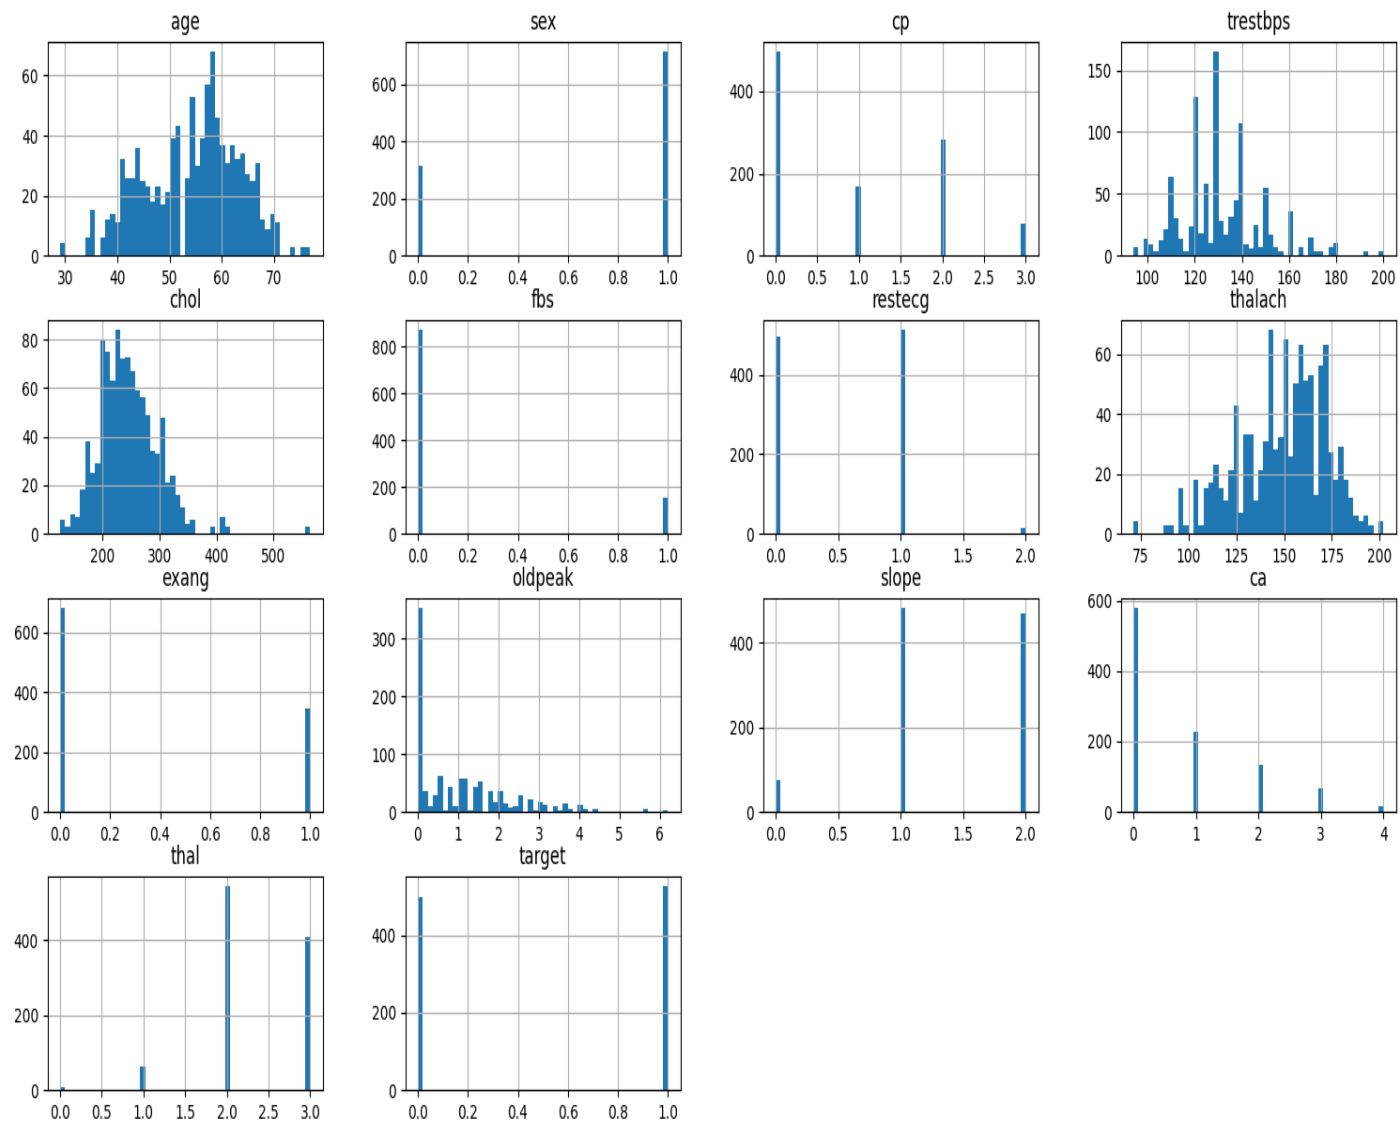 age sex cp trestbps
60 40 20 0
600 400 200 0
400 200 0
150 100 50 0
30 40 50 60 70
0.0 0.2 0.4 0.6 0.8 1.0
0.0 0.5 1.0 1.5 2.0 2.5 3.0
100 120 140 160 180 200
chol fbs restecg thalach
80 60 40 20 0
800 600 400 200 0
400 200 0
60 40 20 0
200 300 400 500
0.0 0.2 0.4 0.6 0.8 1.0
0.0 0.5 1.0 1.5 2.0
75 100 125 150 175 200
exang oldpeak slope ca
600 400 200 0
300 200 100 0
400 200 0
600 400 200 0
0.0 0.2 0.4 0.6 0.8 1.0
0 1 2 3 4 5 6
0.0 0.5 1.0 1.5 2.0
0 1 2 3 4
thal target
400 200 0
400 200 0
0.0 0.5 1.0 1.5 2.0 2.5 3.0
0.0 0.2 0.4 0.6 0.8 1.0